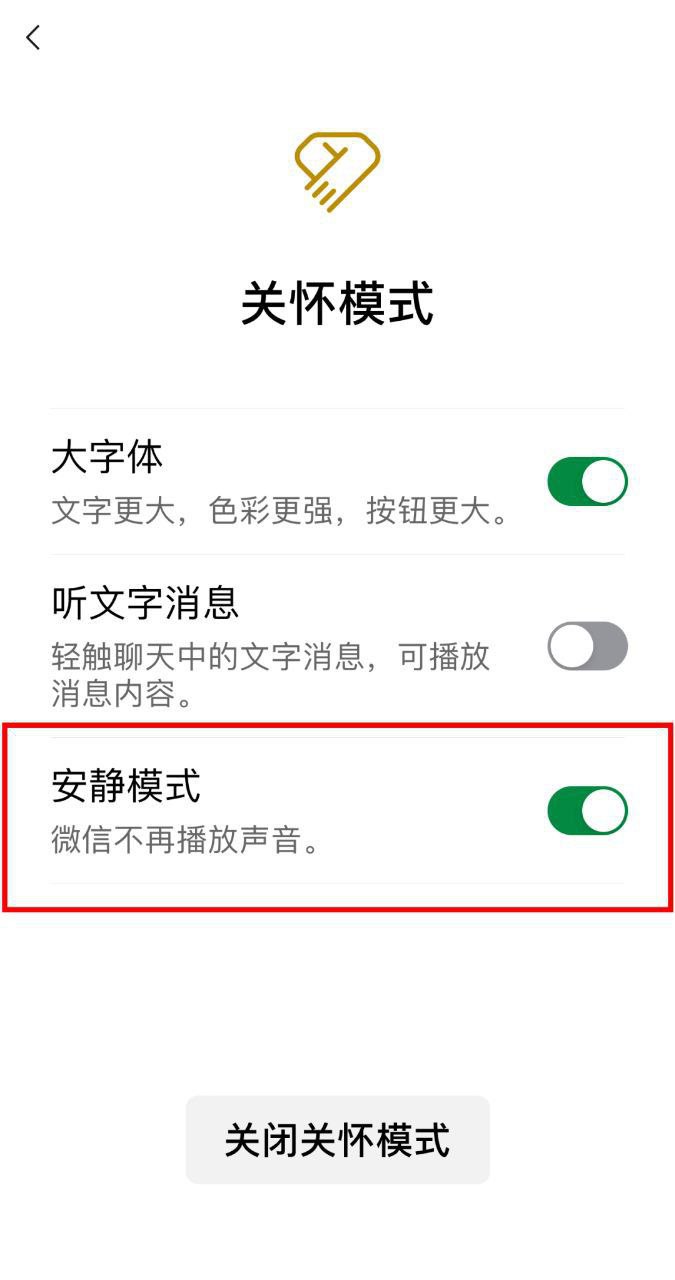 关怀模式
大字体
文字更大，色彩更强，按钮更大。
听文字消息
轻触聊天中的文字消息，可播放
消息内容。
安静模式
微信不再播放声音。
关闭关怀模式